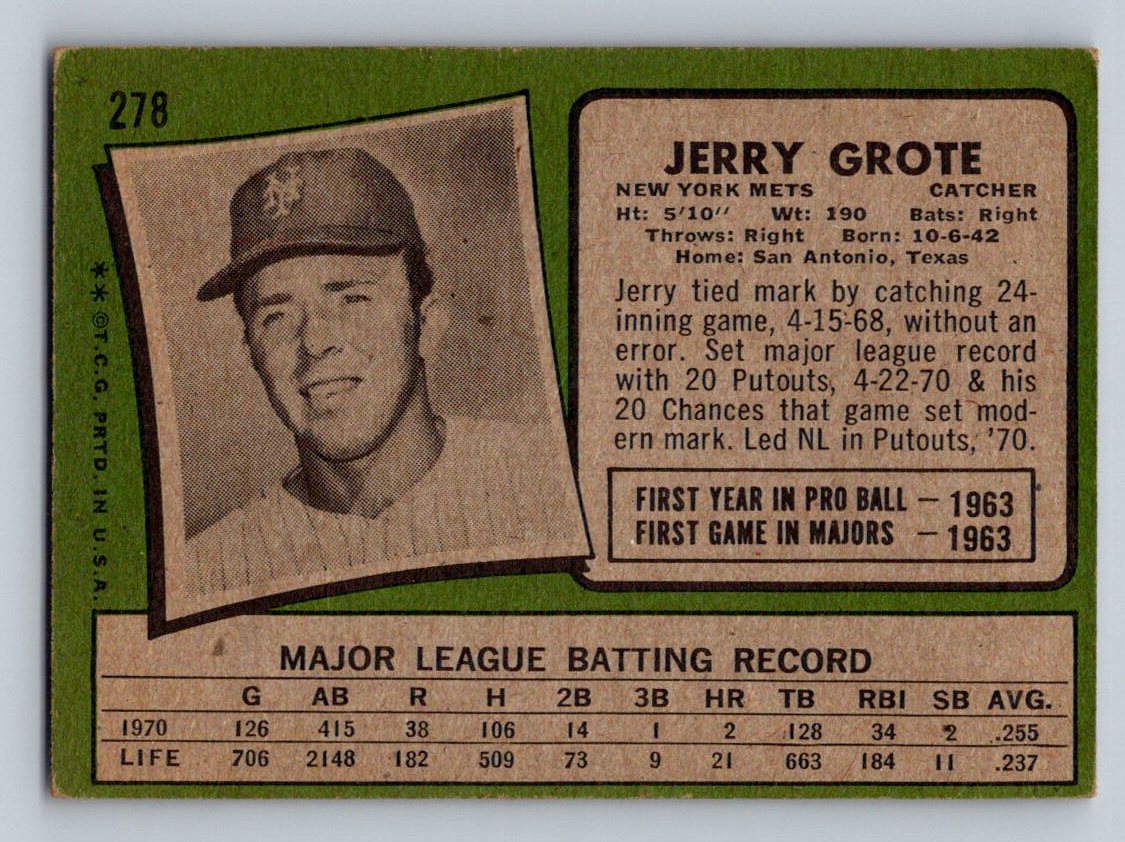 278
** ©T.C.G. PRTD. IN U.S.A.
NY
JERRY GROTE
NEW YORK METS CATCHER
Ht: 5'10" Wt: 190 Bats: Right
Throws: Right Born: 10-6-42
Home: San Antonio, Texas
Jerry tied mark by catching 24-
inning game, 4-15-68, without an
error. Set major league record
with 20 Putouts, 4-22-70 & his
20 Chances that game set mod-
ern mark. Led NL in Putouts, '70.
FIRST YEAR IN PRO BALL — 1963
FIRST GAME IN MAJORS — 1963
MAJOR LEAGUE BATTING RECORD
G AB R H 2B 3B HR TB RBI SB AVG.
1970 126 415 38 106 14 1 2 128 34 2 .255
LIFE 706 2148 182 509 73 9 21 663 184 11 .237